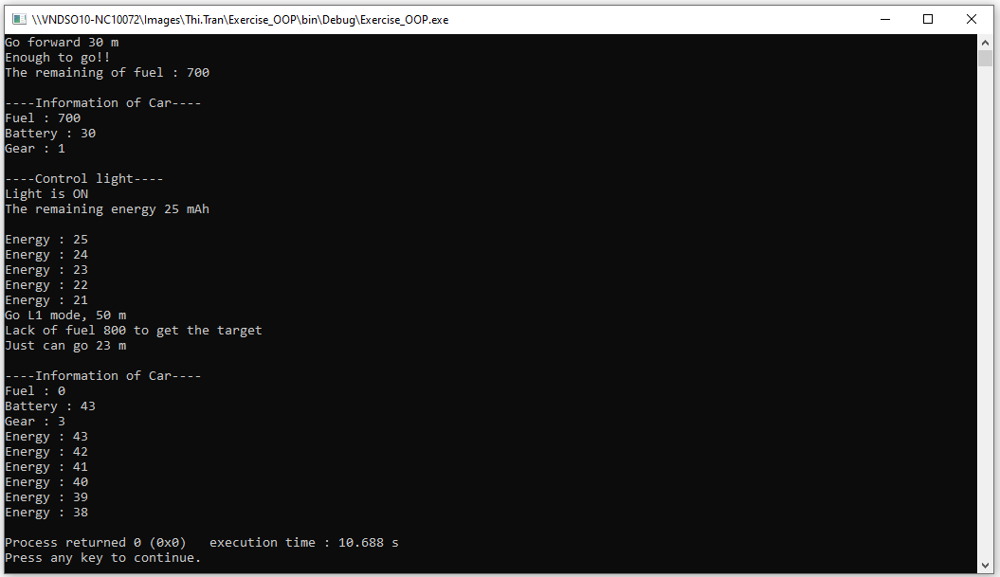 \\VNDSO10-NC10072\Images\Thi.Tran\Exercise_OOP\bin\Debug\Exercise_OOP.exe
Go forward 30 m
Enough to go!!
The remaining of fuel : 700
----Information of Car----
Fuel : 700
Battery : 30
Gear : 1
----Control light----
Light is ON
The remaining energy 25 mAh
Energy : 25
Energy : 24
Energy : 23
Energy : 22
Energy : 21
Go L1 mode, 50 m
Lack of fuel 800 to get the target
Just can go 23 m
----Information of Car----
Fuel : 0
Battery : 43
Gear : 3
Energy : 43
Energy : 42
Energy : 41
Energy : 40
Energy : 39
Energy : 38
Process returned 0 (0x0)   execution time : 10.688 s
Press any key to continue.